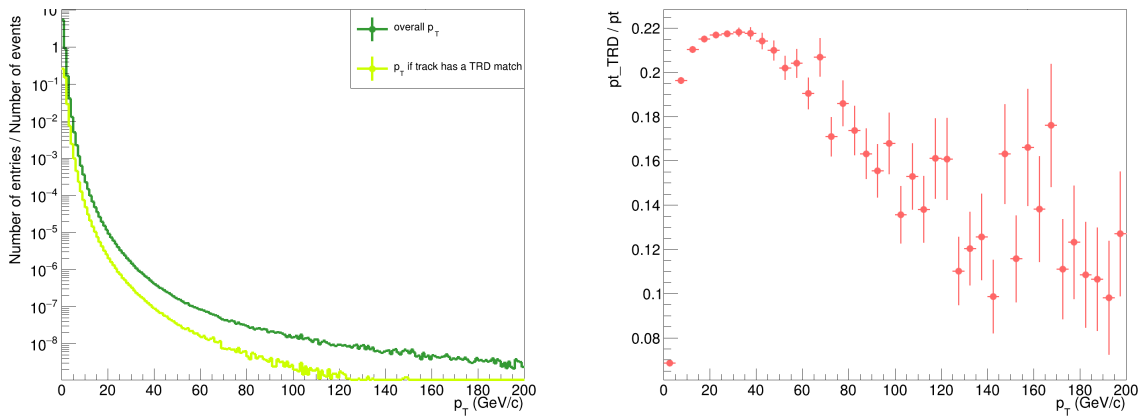 Number of entries / Number of events
10
1
10⁻¹
10⁻²
10⁻³
10⁻⁴
10⁻⁵
10⁻⁶
10⁻⁷
10⁻⁸
overall p_T
p_T if track has a TRD match
0 20 40 60 80 100 120 140 160 180 200
p_T (GeV/c)
pt_TRD / pt
0.22
0.2
0.18
0.16
0.14
0.12
0.1
0.08
0 20 40 60 80 100 120 140 160 180 200
p_T (GeV/c)